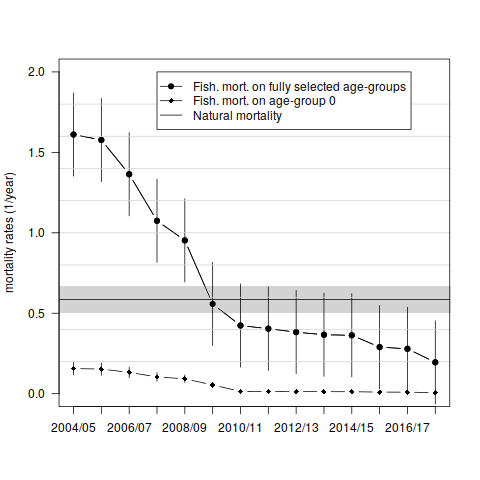 2.0
1.5
1.0
0.5
0.0
mortality rates (1/year)
Fish. mort. on fully selected age-groups
Fish. mort. on age-group 0
Natural mortality
2004/05 2006/07 2008/09 2010/11 2012/13 2014/15 2016/17